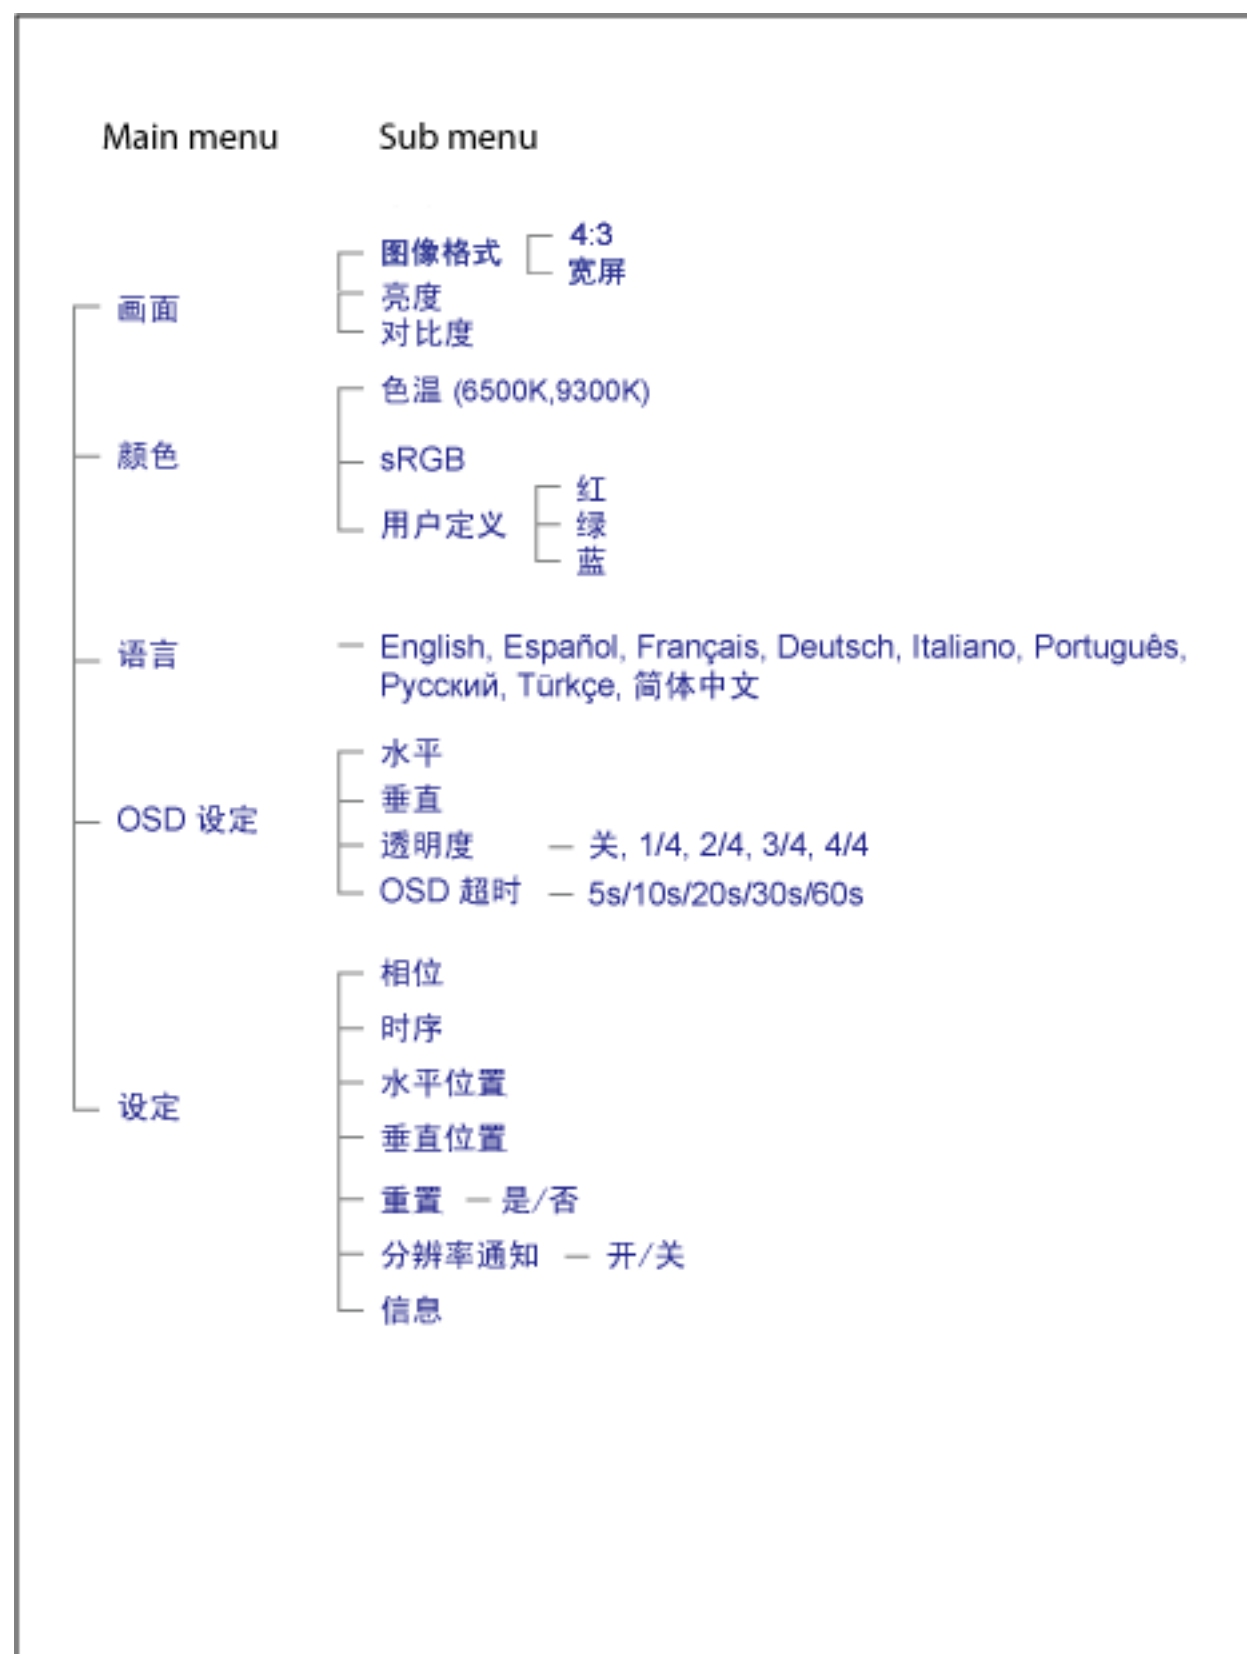 Main menu Sub menu
图像格式 4:3
宽屏
画面 亮度
对比度
色温 (6500K,9300K)
颜色 sRGB
红
用户定义 绿
蓝
语言 English, Español, Français, Deutsch, Italiano, Português,
Русский, Türkçe, 简体中文
水平
垂直
OSD 设定 透明度 关, 1/4, 2/4, 3/4, 4/4
OSD 超时 5s/10s/20s/30s/60s
相位
时序
水平位置
设定 垂直位置
重置 是/否
分辨率通知 开/关
信息